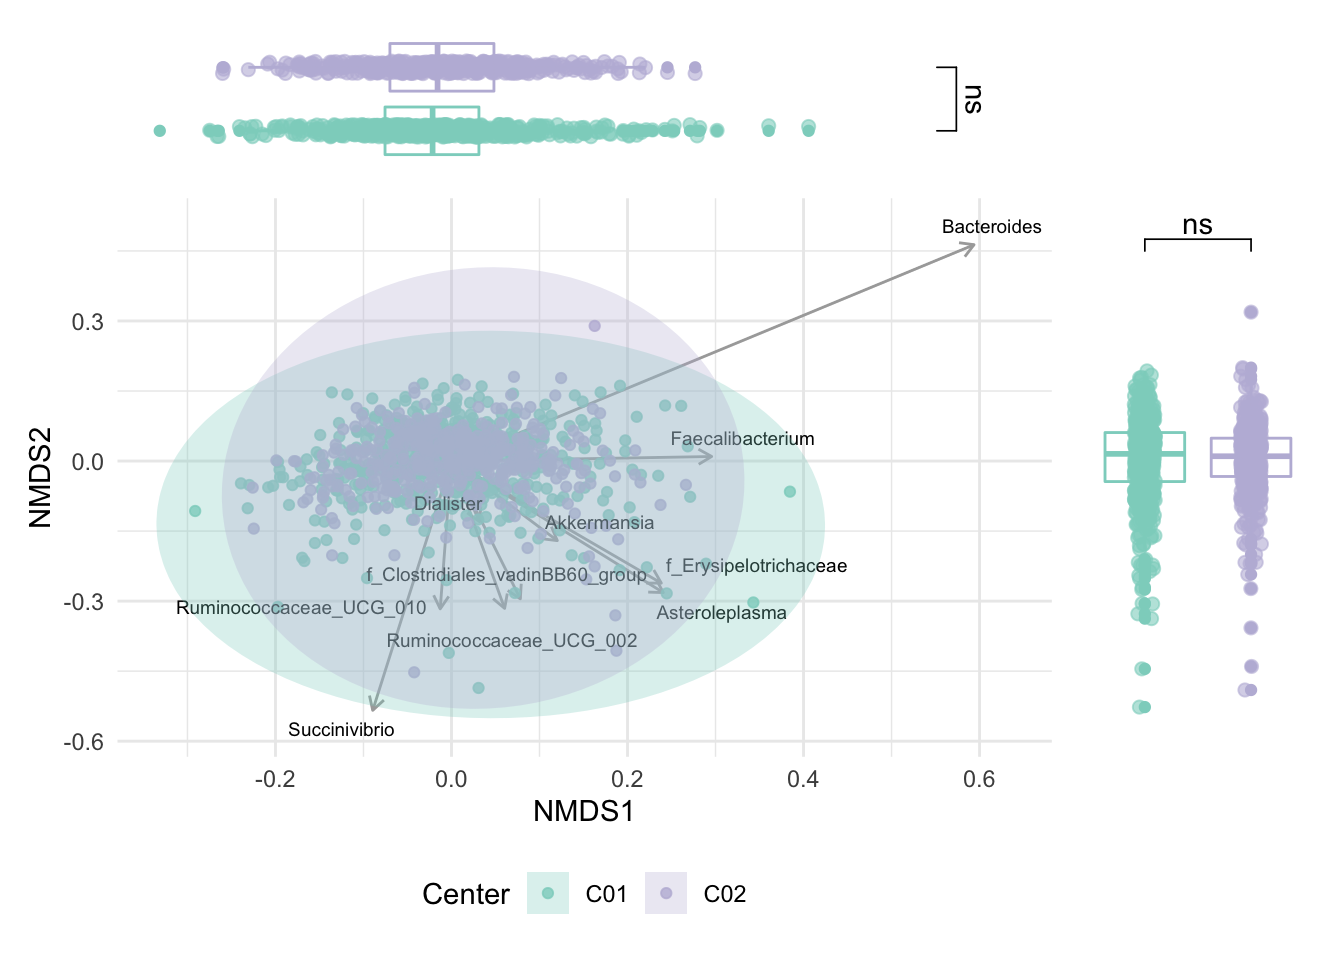 ns
ns
Bacteroides
0.3
Faecalibacterium
0.0
Dialister
Akkermansia
f_Erysipelotrichaceae
f_Clostridiales_vadinBB60_group
-0.3
Ruminococcaceae_UCG_010
Asteroleplasma
Ruminococcaceae_UCG_002
Succinivibrio
-0.6
NMDS2
-0.2 0.0 0.2 0.4 0.6
NMDS1
Center C01 C02